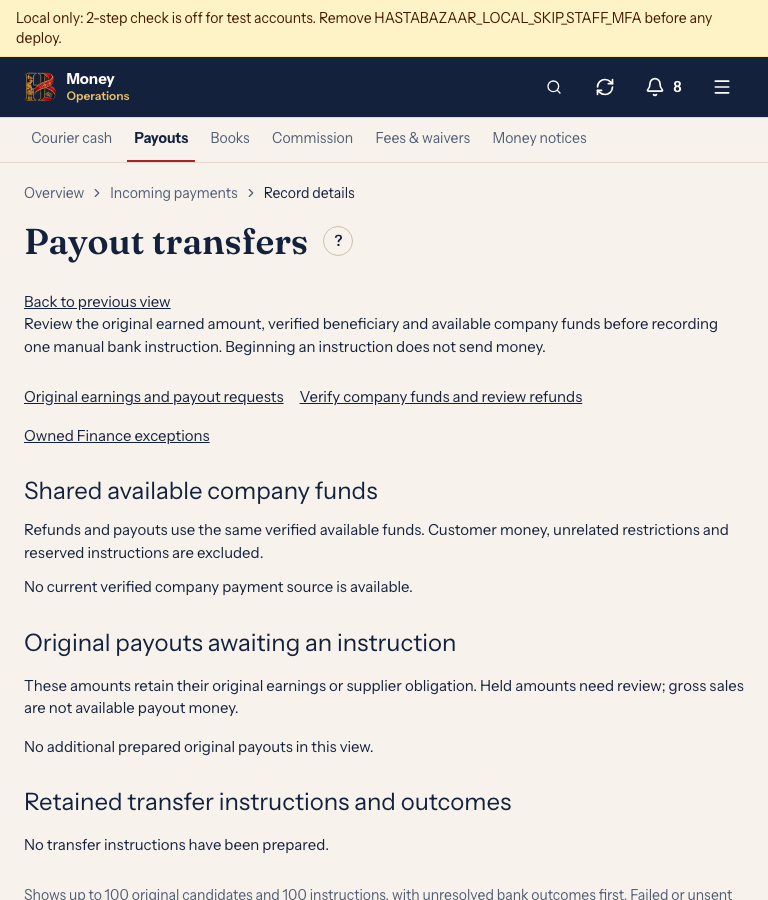 Local only: 2-step check is off for test accounts. Remove HASTABAZAAR_LOCAL_SKIP_STAFF_MFA before any
deploy.
Money
Operations
8
Courier cash
Payouts
Books
Commission
Fees & waivers
Money notices
Overview > Incoming payments > Record details
Payout transfers
?
Back to previous view
Review the original earned amount, verified beneficiary and available company funds before recording
one manual bank instruction. Beginning an instruction does not send money.
Original earnings and payout requests
Verify company funds and review refunds
Owned Finance exceptions
Shared available company funds
Refunds and payouts use the same verified available funds. Customer money, unrelated restrictions and
reserved instructions are excluded.
No current verified company payment source is available.
Original payouts awaiting an instruction
These amounts retain their original earnings or supplier obligation. Held amounts need review; gross sales
are not available payout money.
No additional prepared original payouts in this view.
Retained transfer instructions and outcomes
No transfer instructions have been prepared.
Shows up to 100 original candidates and 100 instructions, with unresolved bank outcomes first. Failed or unsent